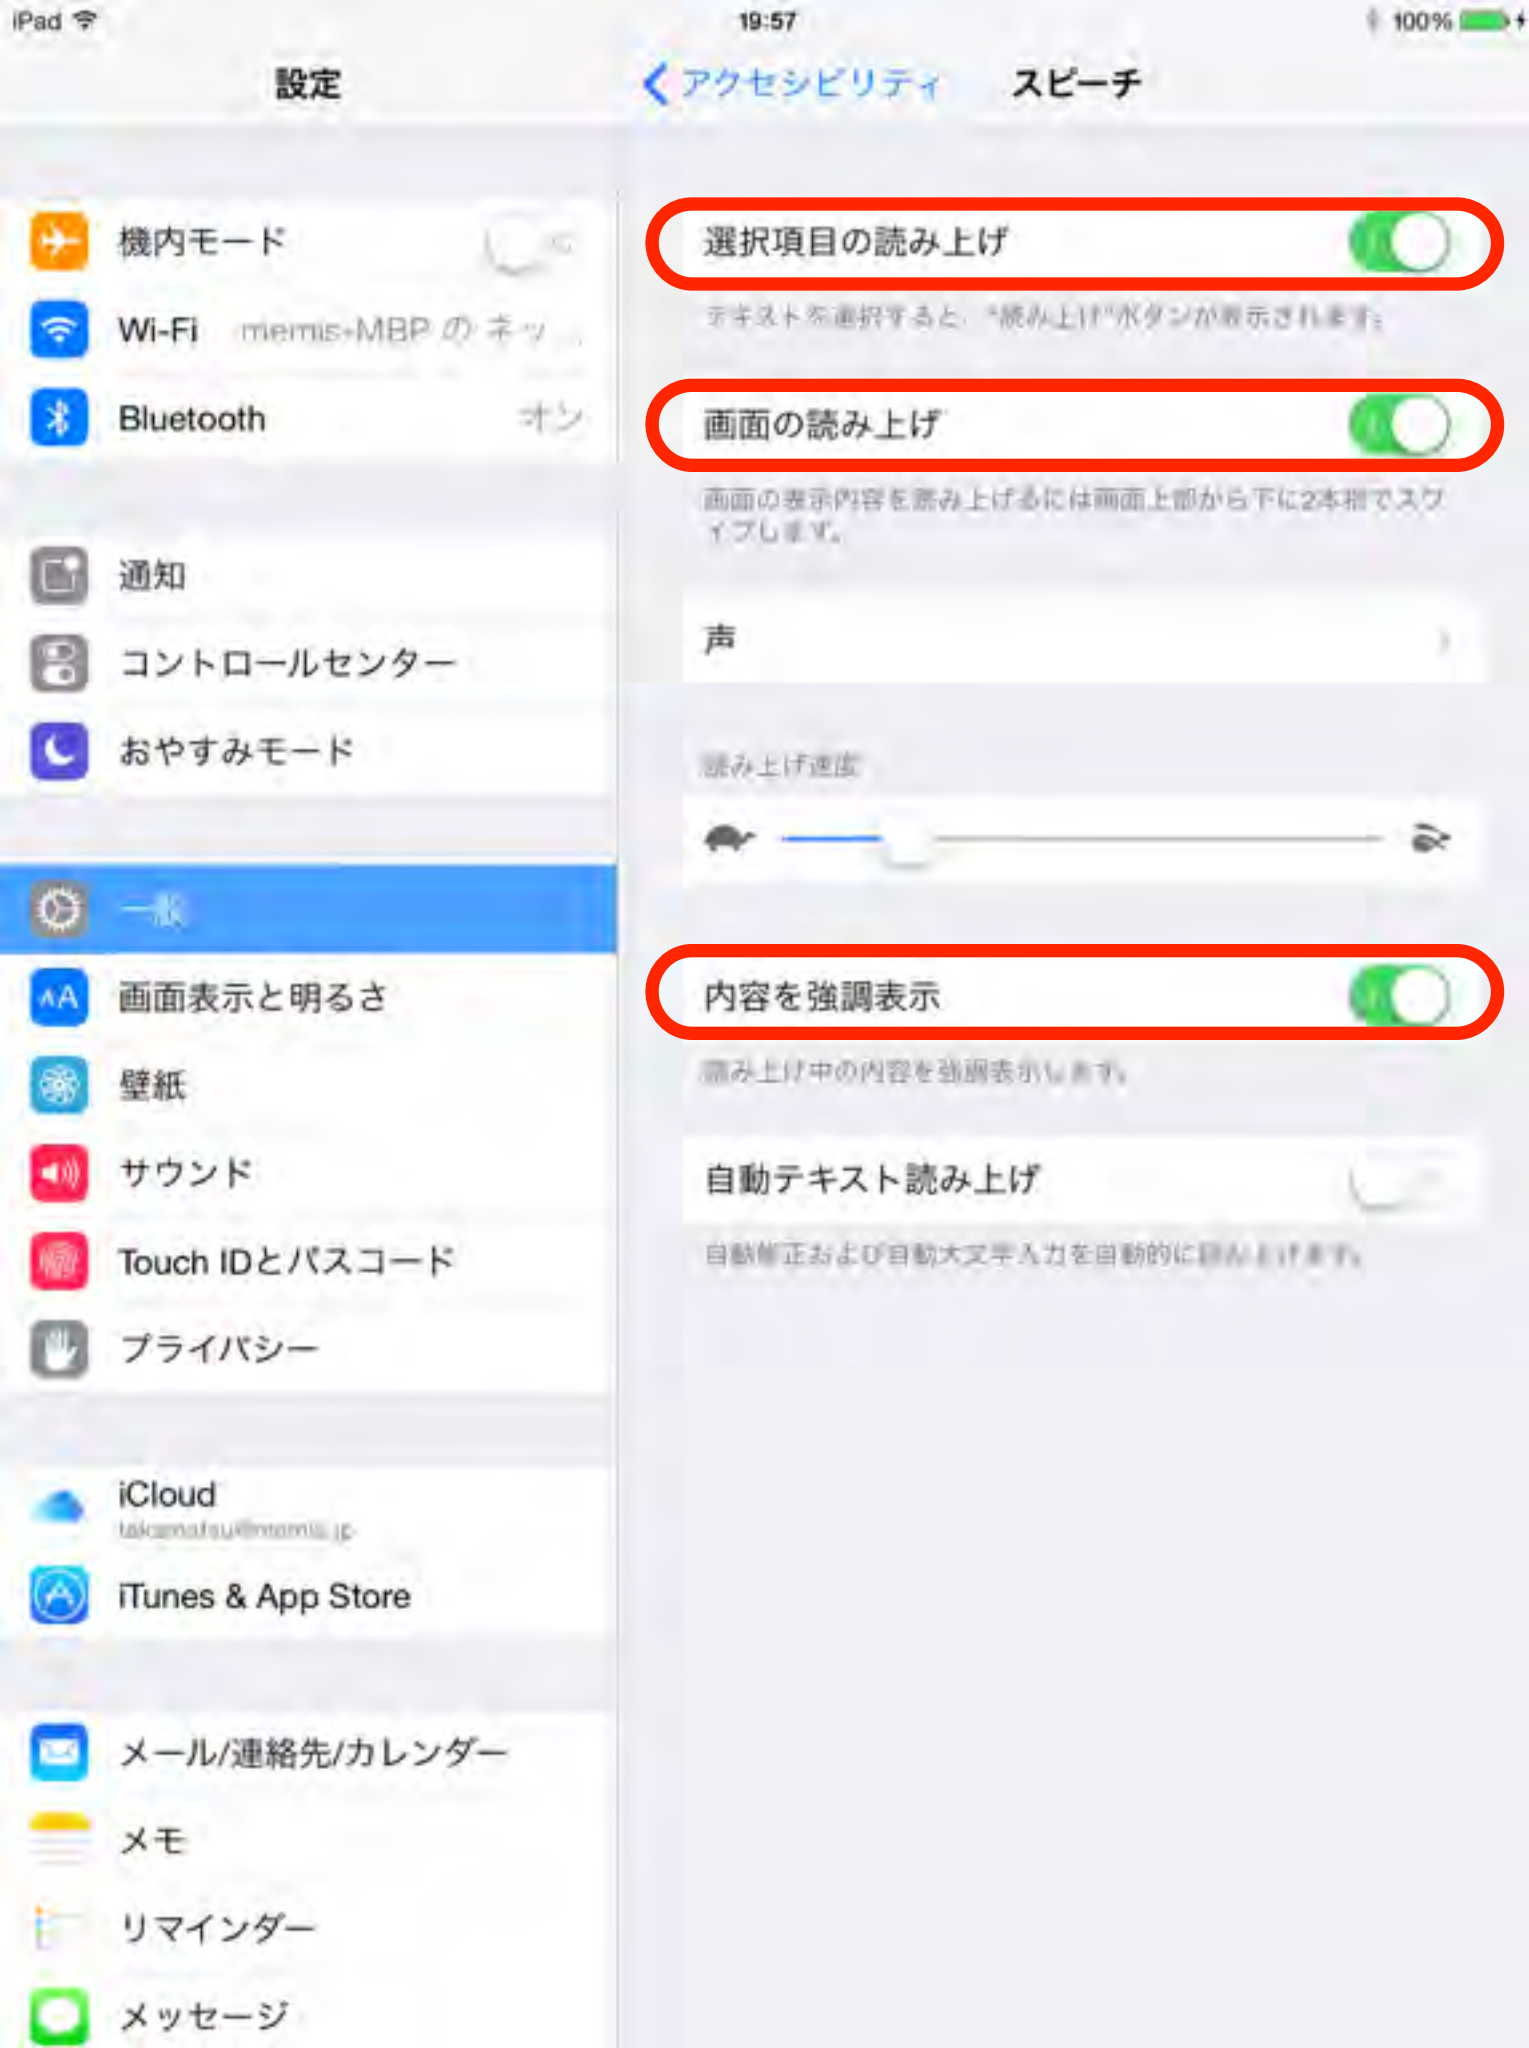 iPad
19:57
100%
設定
アクセシビリティ
スピーチ
機内モード
Wi-Fi memis-MBP のネッ...
Bluetooth オン
通知
コントロールセンター
おやすみモード
一般
画面表示と明るさ
壁紙
サウンド
Touch IDとパスコード
プライバシー
iCloud
takamatsu@memis.jp
iTunes & App Store
メール/連絡先/カレンダー
メモ
リマインダー
メッセージ
選択項目の読み上げ
テキストを選択すると、“読み上げ”ボタンが表示されます。
画面の読み上げ
画面の表示内容を読み上げるには画面上部から下に2本指でスワ
イプします。
声
読み上げ速度
内容を強調表示
読み上げ中の内容を強調表示します。
自動テキスト読み上げ
自動修正および自動大文字入力を自動的に読み上げます。